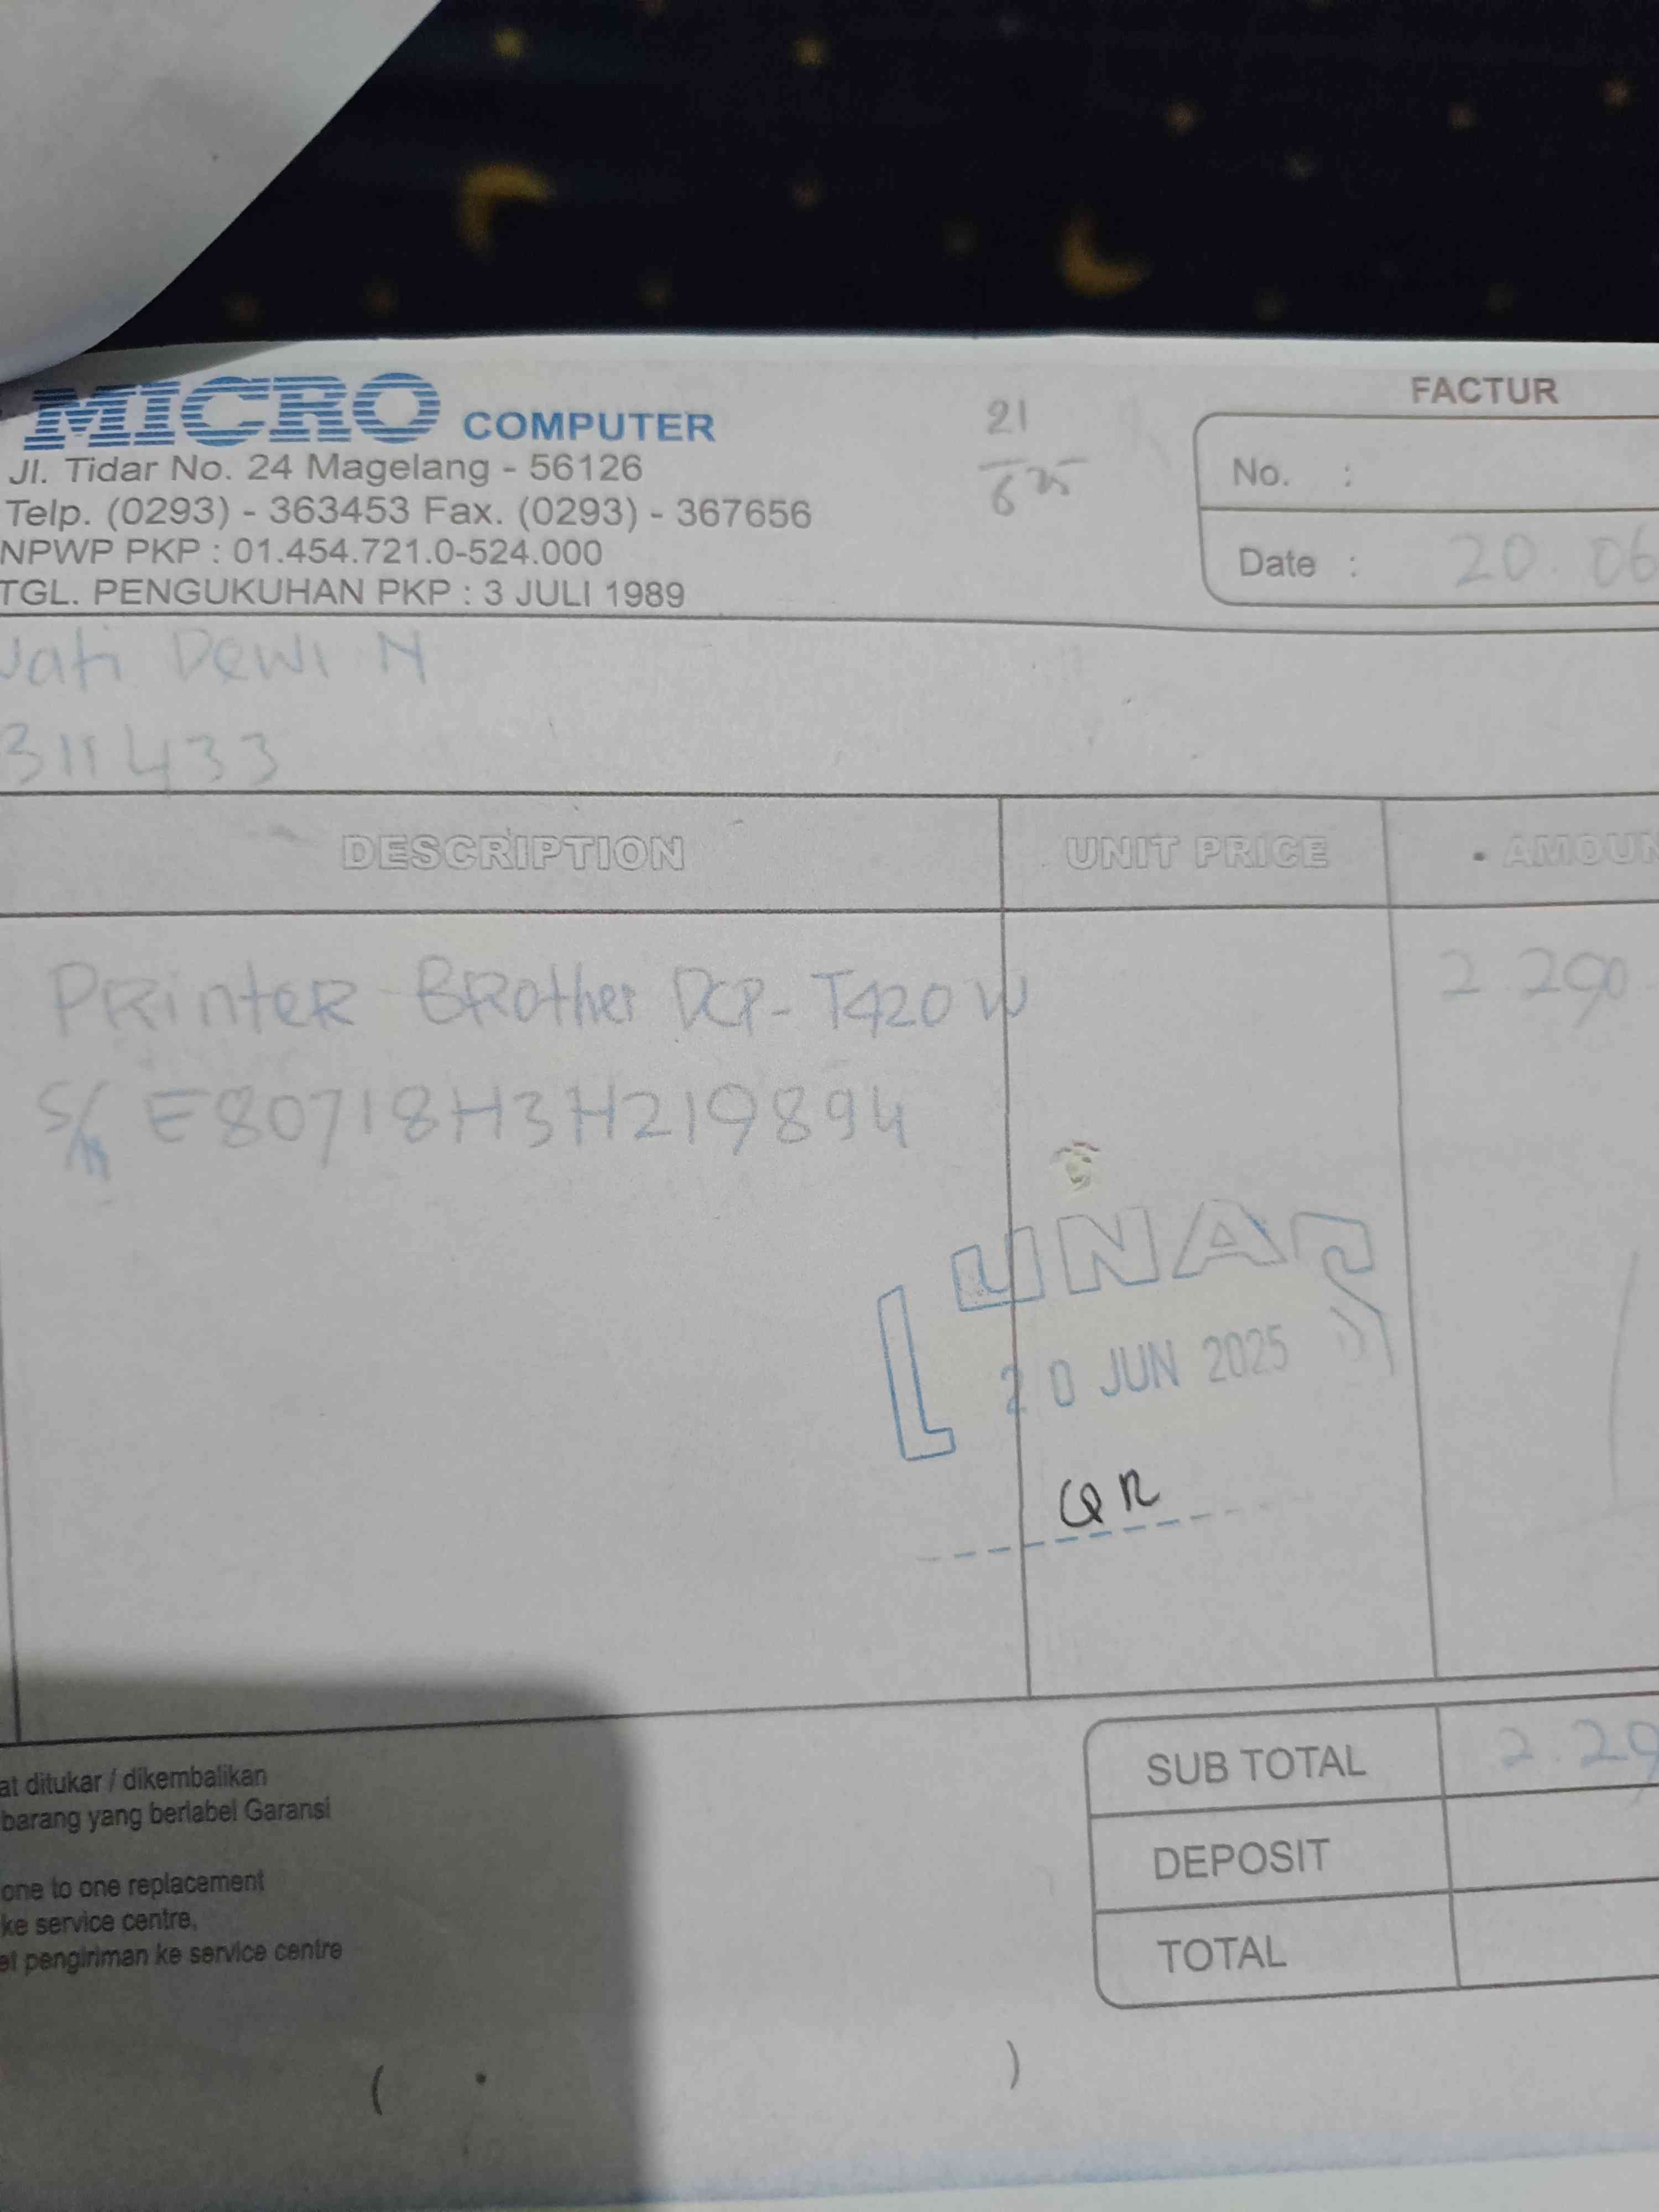 MICRO COMPUTER
Jl. Tidar No. 24 Magelang - 56126
Telp. (0293) - 363453 Fax. (0293) - 367656
NPWP PKP : 01.454.721.0-524.000
TGL. PENGUKUHAN PKP : 3 JULI 1989
21
6 25
FACTUR
No. :
Date : 20. 06
wati Dewi N
311433
DESCRIPTION UNIT PRICE AMOUN
Printer Brother DCP-T420W 2.290.
S/N E80718H3H219894
LUNAS
20 JUN 2025
QR
at ditukar / dikembalikan
barang yang berlabel Garansi
one to one replacement
ke service centre,
at pengiriman ke service centre
SUB TOTAL 2.29
DEPOSIT
TOTAL
( )